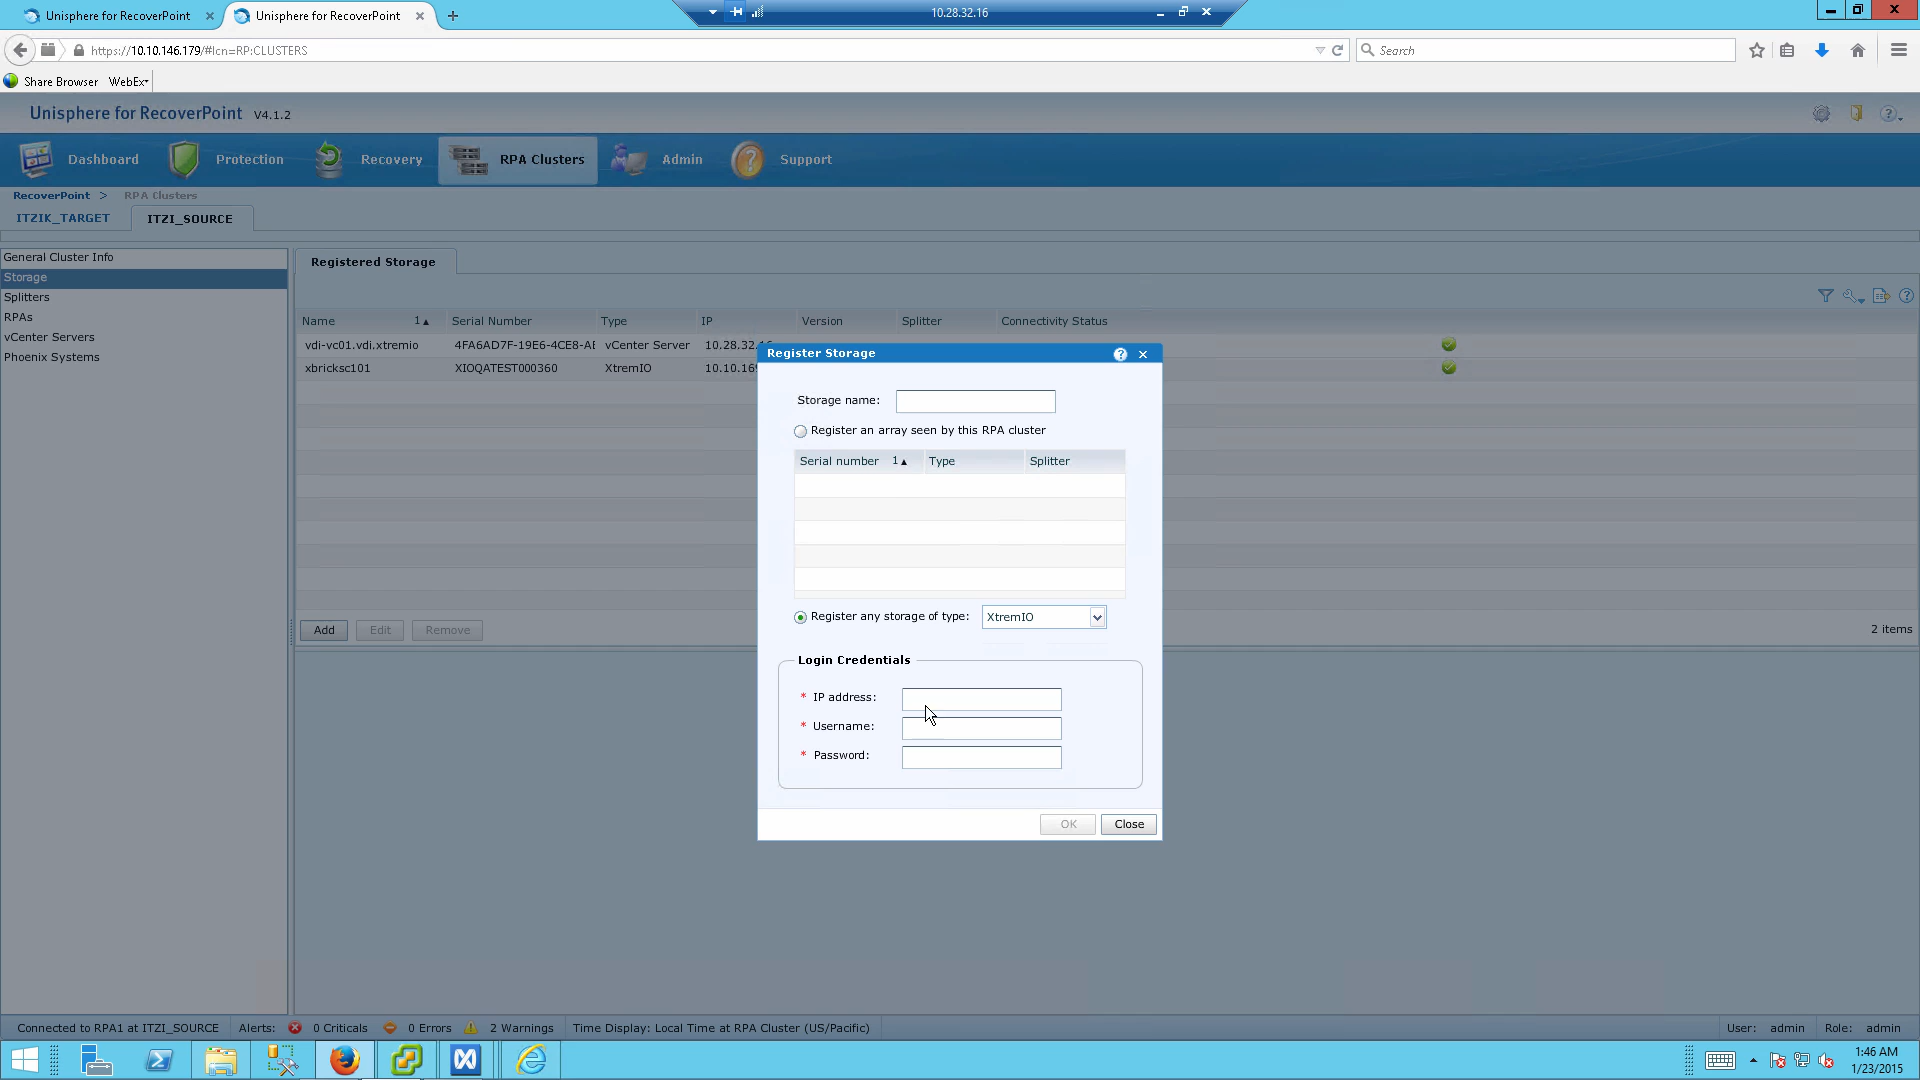 Unisphere for RecoverPoint
Unisphere for RecoverPoint
10.28.32.16
https://10.10.146.179/#lcn=RP:CLUSTERS
Search
Share Browser WebEx
Unisphere for RecoverPoint V4.1.2
Dashboard
Protection
Recovery
RPA Clusters
Admin
Support
RecoverPoint > RPA Clusters
ITZIK_TARGET
ITZI_SOURCE
General Cluster Info
Storage
Splitters
RPAs
vCenter Servers
Phoenix Systems
Registered Storage
Name 1 Serial Number Type IP Version Splitter Connectivity Status
vdi-vc01.vdi.xtremio 4FA6AD7F-19E6-4CE8-AE vCenter Server 10.28.32.16
xbricksc101 XIOQATEST000360 XtremIO 10.10.169
Add Edit Remove 2 items
Register Storage
Storage name:
Register an array seen by this RPA cluster
Serial number 1 Type Splitter
Register any storage of type: XtremIO
Login Credentials
* IP address:
* Username:
* Password:
OK Close
Connected to RPA1 at ITZI_SOURCE Alerts: 0 Criticals 0 Errors 2 Warnings Time Display: Local Time at RPA Cluster (US/Pacific) User: admin Role: admin
1:46 AM
1/23/2015